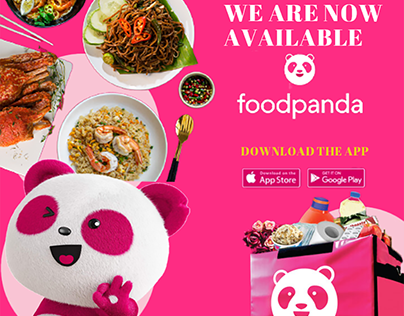 WE ARE NOW
AVAILABLE
foodpanda
DOWNLOAD THE APP
Download on the
App Store
GET IT ON
Google Play